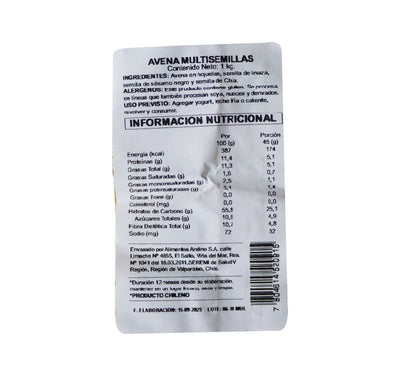 AVENA MULTISEMILLAS
Contenido Neto: 1 kg.
INGREDIENTES: Avena en hojuelas, semilla de linaza,
semilla de sésamo negro y semilla de Chía.
ALERGENOS: Este producto contiene gluten. Se procesa
en líneas que también procesan soya, nueces y derivados.
USO PREVISTO: Agregar yogurt, leche fría o caliente,
revolver y consumir.
INFORMACION NUTRICIONAL
Por 100 (g) Porción 45 (g)
Energía (kcal) 387 174
Proteínas (g) 11,4 5,1
Grasas Total (g) 11,3 5,1
Grasas Saturadas (g) 1,6 0,7
Grasas monoinsaturadas (g) 2,5 1,1
Grasas poliinsaturadas (g) 3,1 1,4
Grasas Trans (g) 0,0 0,0
Colesterol (mg) 0,0 0,0
Hidratos de Carbono (g) 55,8 25,1
Azúcares Totales (g) 10,9 4,9
Fibra Dietética Total (g) 10,7 4,8
Sodio (mg) 72 32
Envasado por Alimentos Andino S.A, calle
Limache Nº 4355, El Salto, Viña del Mar, Res.
Nº 1041 del 18.03.2011, SEREMI de Salud V
Región, Región de Valparaíso, Chile.
*Duración 12 meses desde su elaboración,
mantener en un lugar fresco, seco y limpio.
*PRODUCTO CHILENO
F. ELABORACIÓN: 15-09-2025 LOTE: 06-10
7804614520915